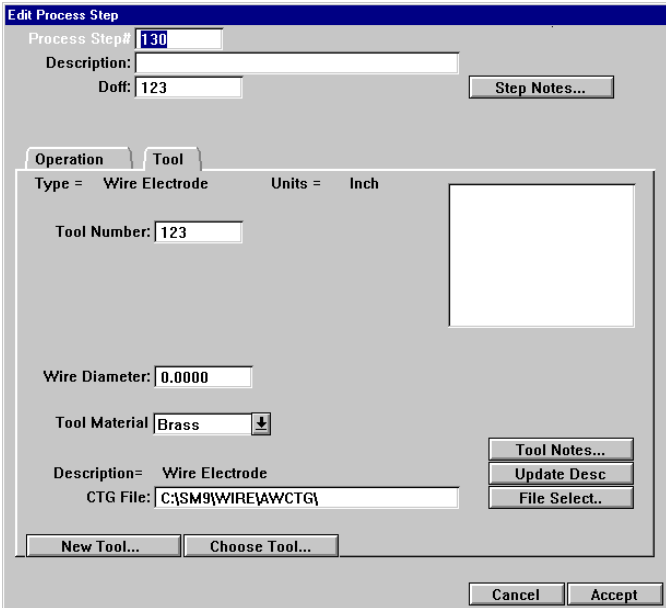 Edit Process Step
Process Step# 130
Description:
Doff: 123
Step Notes...
Operation Tool
Type = Wire Electrode Units = Inch
Tool Number: 123
Wire Diameter: 0.0000
Tool Material Brass
Tool Notes...
Description= Wire Electrode Update Desc
CTG File: C:\SM9\WIRE\AWCTG\ File Select..
New Tool... Choose Tool...
Cancel Accept